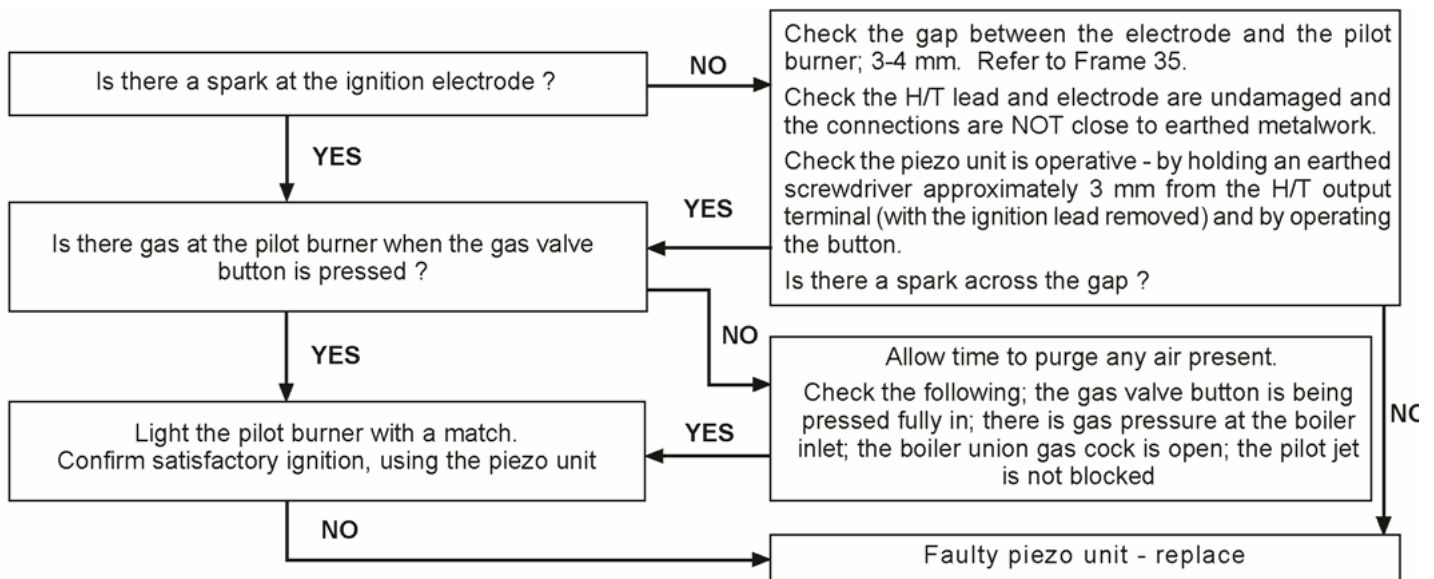 Is there a spark at the ignition electrode ?
NO
Check the gap between the electrode and the pilot
burner; 3-4 mm. Refer to Frame 35.
Check the H/T lead and electrode are undamaged and
the connections are NOT close to earthed metalwork.
Check the piezo unit is operative - by holding an earthed
screwdriver approximately 3 mm from the H/T output
terminal (with the ignition lead removed) and by operating
the button.
Is there a spark across the gap ?
YES
YES
Is there gas at the pilot burner when the gas valve
button is pressed ?
NO
YES
Allow time to purge any air present.
Check the following; the gas valve button is being
pressed fully in; there is gas pressure at the boiler
inlet; the boiler union gas cock is open; the pilot jet
is not blocked
NO
YES
Light the pilot burner with a match.
Confirm satisfactory ignition, using the piezo unit
NO
Faulty piezo unit - replace